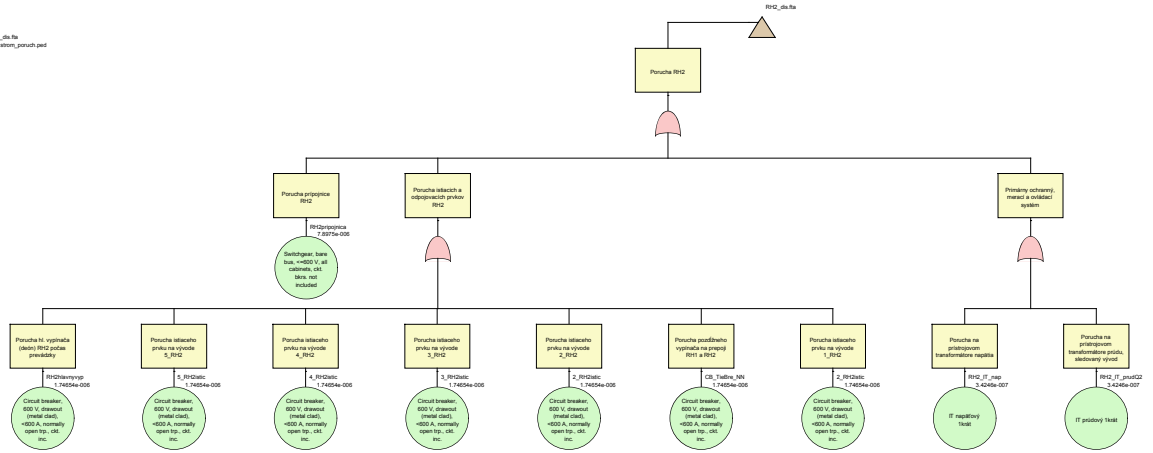 RH2_dis.fta
_dis.fta
strom_poruch.ped
Porucha RH2
Porucha prípojnice
RH2
Porucha istiacich a
odpojovacích prvkov
RH2
Primárny ochranný,
merací a ovládací
systém
RH2pripojnica
7.8975e-006
Switchgear, bare
bus, <=600 V, all
cabinets, ckt
bkrs. not
included
Porucha hl. vypínača
(deón) RH2 počas
prevádzky
Porucha istiaceho
prvku na vývode
5_RH2
Porucha istiaceho
prvku na vývode
4_RH2
Porucha istiaceho
prvku na vývode
3_RH2
Porucha istiaceho
prvku na vývode
2_RH2
Porucha pozdĺžneho
vypínača na prepoji
RH1 a RH2
Porucha istiaceho
prvku na vývode
1_RH2
Porucha na
prístrojovom
transformátore napätia
Porucha na
prístrojovom
transformátore prúdu,
sledovaný vývod
RH2hlavnyvyp
1.74654e-006
5_RH2istic
1.74654e-006
4_RH2istic
1.74654e-006
3_RH2istic
1.74654e-006
2_RH2istic
1.74654e-006
CB_TieBre_NN
1.74654e-006
2_RH2istic
1.74654e-006
RH2_IT_nap
3.4246e-007
RH2_IT_prudQ2
3.4246e-007
Circuit breaker,
600 V, drawout
(metal clad),
<600 A, normally
open trp., ckt.
inc.
Circuit breaker,
600 V, drawout
(metal clad),
<600 A, normally
open trp., ckt.
inc.
Circuit breaker,
600 V, drawout
(metal clad),
<600 A, normally
open trp., ckt.
inc.
Circuit breaker,
600 V, drawout
(metal clad),
<600 A, normally
open trp., ckt.
inc.
Circuit breaker,
600 V, drawout
(metal clad),
<600 A, normally
open trp., ckt.
inc.
Circuit breaker,
600 V, drawout
(metal clad),
<600 A, normally
open trp., ckt.
inc.
Circuit breaker,
600 V, drawout
(metal clad),
<600 A, normally
open trp., ckt.
inc.
IT napäťový
1krát
IT prúdový 1krát